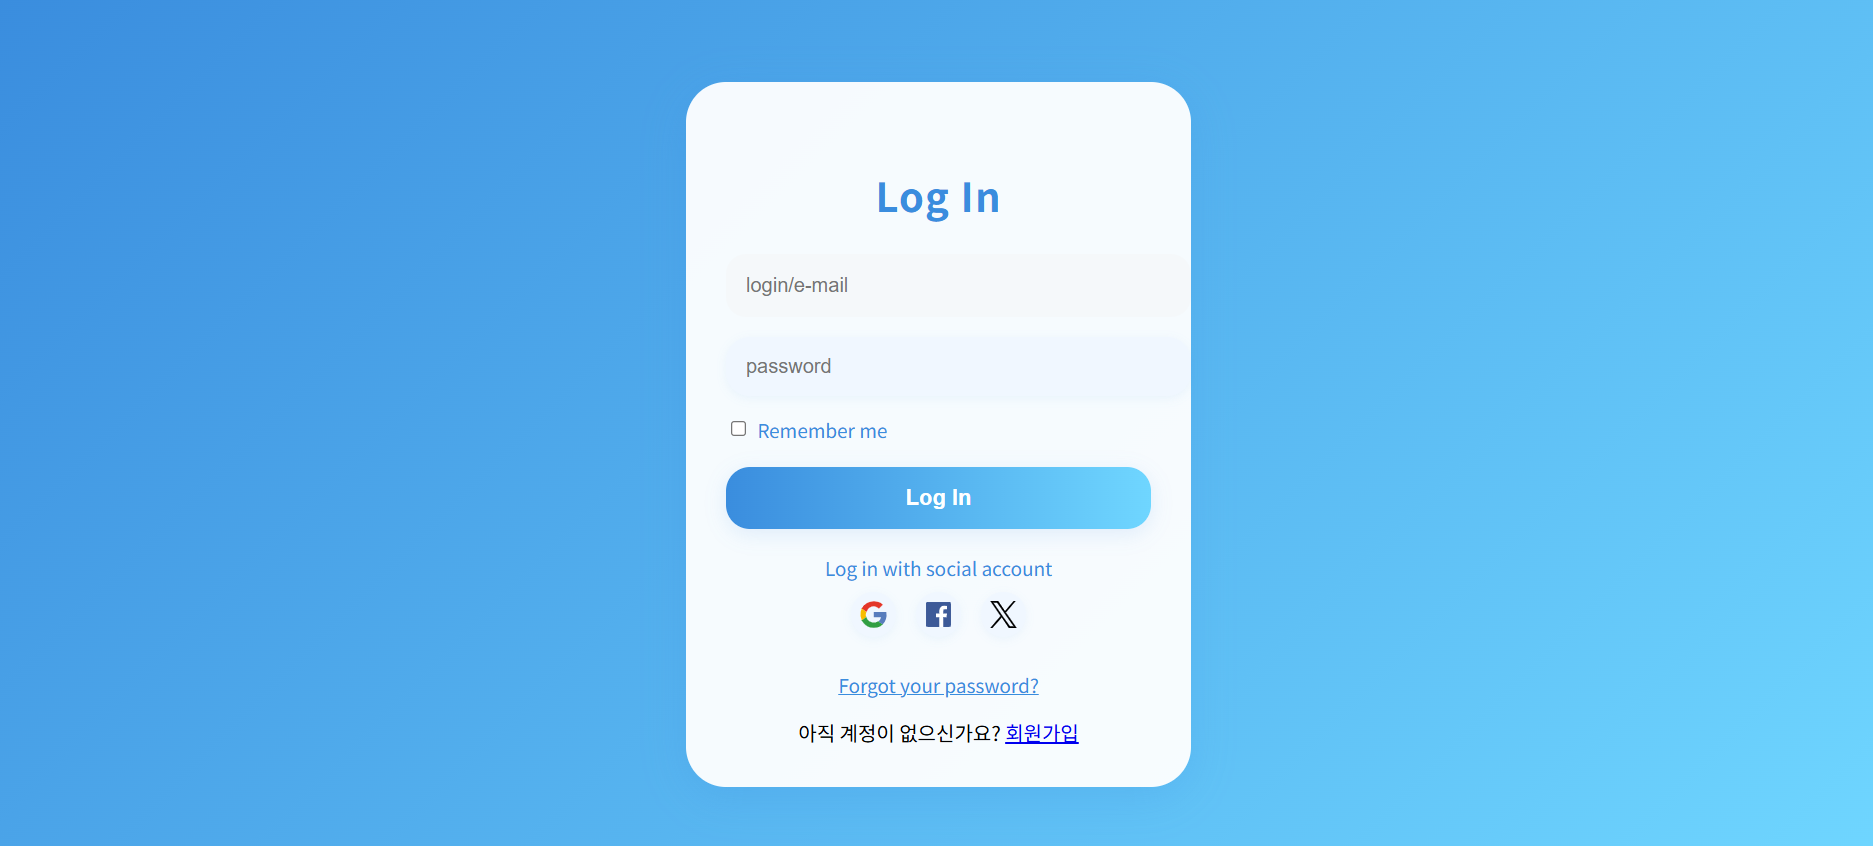 Log In
login/e-mail
password
Remember me
Log In
Log in with social account
Forgot your password?
아직 계정이 없으신가요? 회원가입